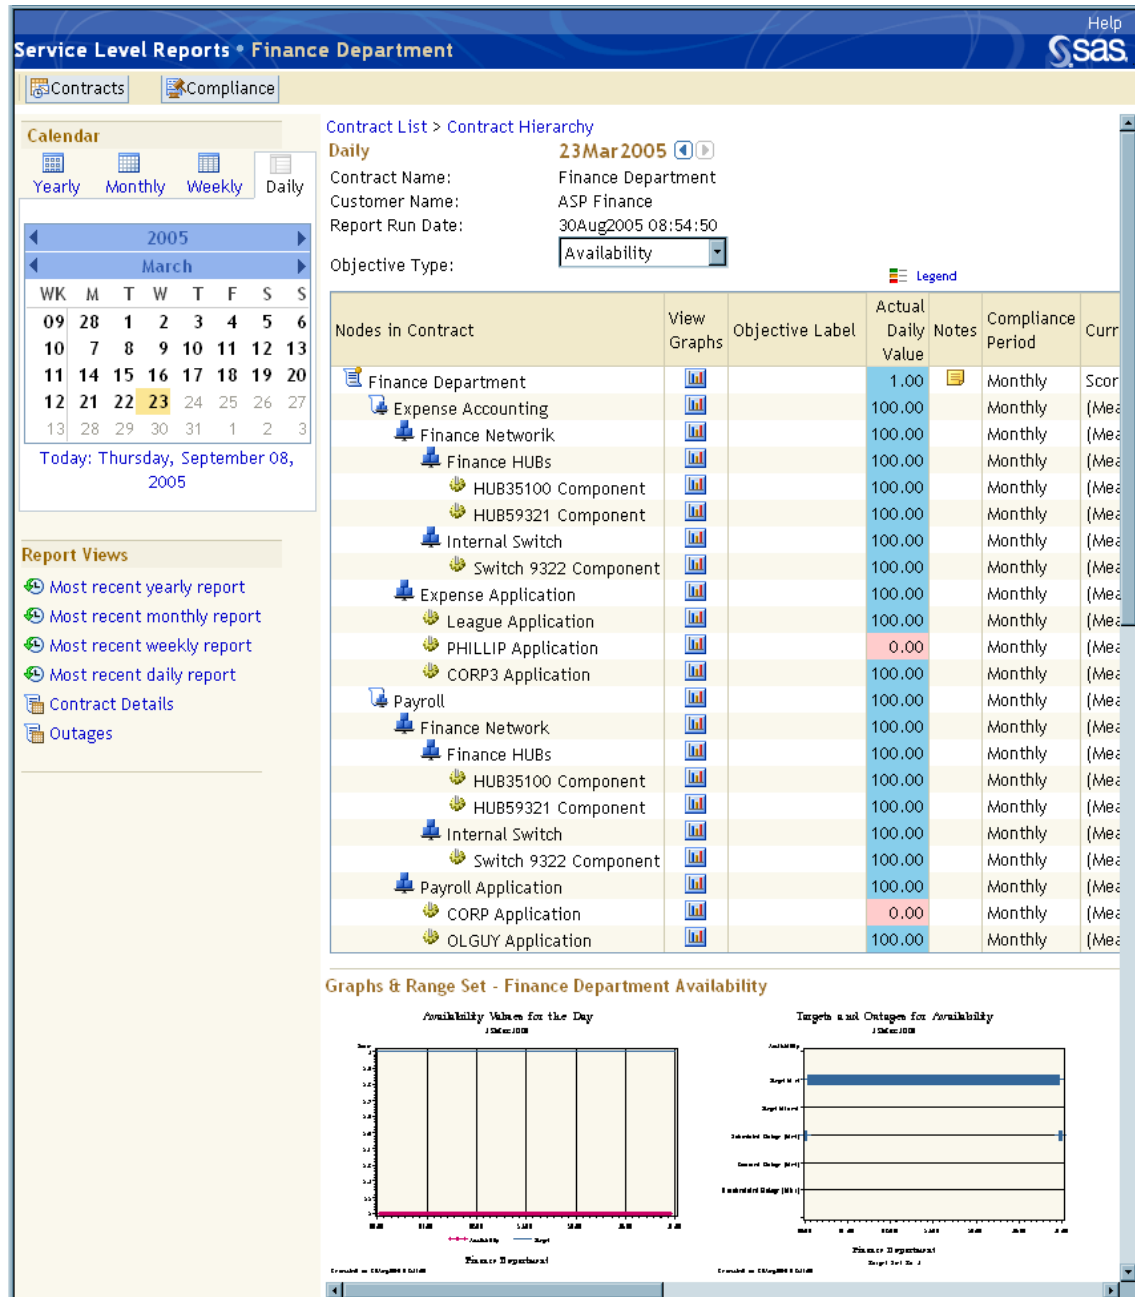 Help
Service Level Reports • Finance Department
sas
Contracts Compliance
Calendar
Yearly Monthly Weekly Daily
2005
March
WK M T W T F S S
09 28 1 2 3 4 5 6
10 7 8 9 10 11 12 13
11 14 15 16 17 18 19 20
12 21 22 23 24 25 26 27
13 28 29 30 31 1 2 3
Today: Thursday, September 08,
2005
Report Views
Most recent yearly report
Most recent monthly report
Most recent weekly report
Most recent daily report
Contract Details
Outages
Contract List > Contract Hierarchy
Daily 23Mar2005
Contract Name: Finance Department
Customer Name: ASP Finance
Report Run Date: 30Aug2005 08:54:50
Objective Type: Availability
Legend
Nodes in Contract View Graphs Objective Label Actual Daily Value Notes Compliance Period Curr
Finance Department 1.00 Monthly Scor
Expense Accounting 100.00 Monthly (Mea
Finance Networik 100.00 Monthly (Mea
Finance HUBs 100.00 Monthly (Mea
HUB35100 Component 100.00 Monthly (Mea
HUB59321 Component 100.00 Monthly (Mea
Internal Switch 100.00 Monthly (Mea
Switch 9322 Component 100.00 Monthly (Mea
Expense Application 100.00 Monthly (Mea
League Application 100.00 Monthly (Mea
PHILLIP Application 0.00 Monthly (Mea
CORP3 Application 100.00 Monthly (Mea
Payroll 100.00 Monthly (Mea
Finance Network 100.00 Monthly (Mea
Finance HUBs 100.00 Monthly (Mea
HUB35100 Component 100.00 Monthly (Mea
HUB59321 Component 100.00 Monthly (Mea
Internal Switch 100.00 Monthly (Mea
Switch 9322 Component 100.00 Monthly (Mea
Payroll Application 100.00 Monthly (Mea
CORP Application 0.00 Monthly (Mea
OLGUY Application 100.00 Monthly (Mea
Graphs & Range Set - Finance Department Availability
Availability Values for the Day
Availability Target
Finance Department
Targets and Outages for Availability
Availability
Finance Department